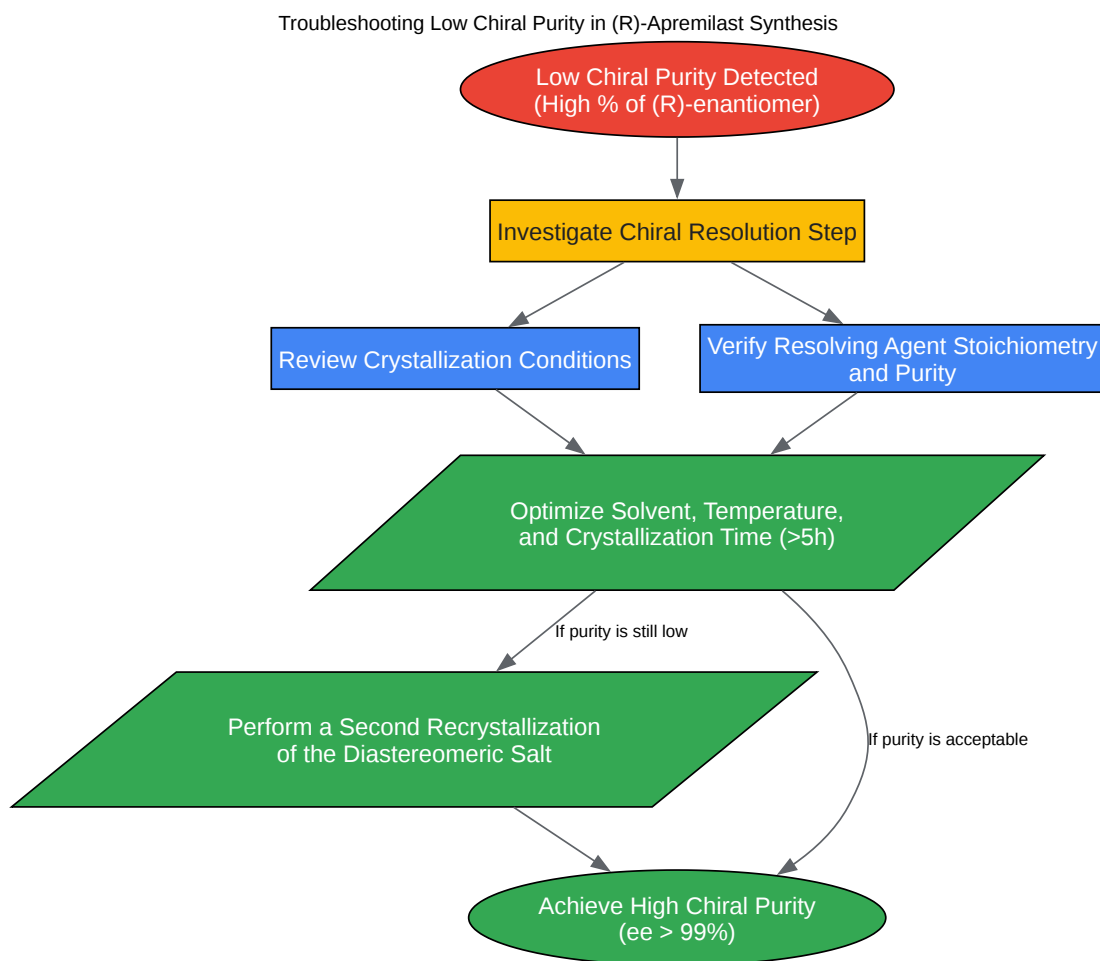 Troubleshooting Low Chiral Purity in (R)-Apremilast Synthesis
Low Chiral Purity Detected
(High % of (R)-enantiomer)
Investigate Chiral Resolution Step
Review Crystallization Conditions
Verify Resolving Agent Stoichiometry
and Purity
Optimize Solvent, Temperature,
and Crystallization Time (>5h)
If purity is still low
Perform a Second Recrystallization
of the Diastereomeric Salt
If purity is acceptable
Achieve High Chiral Purity
(ee > 99%)